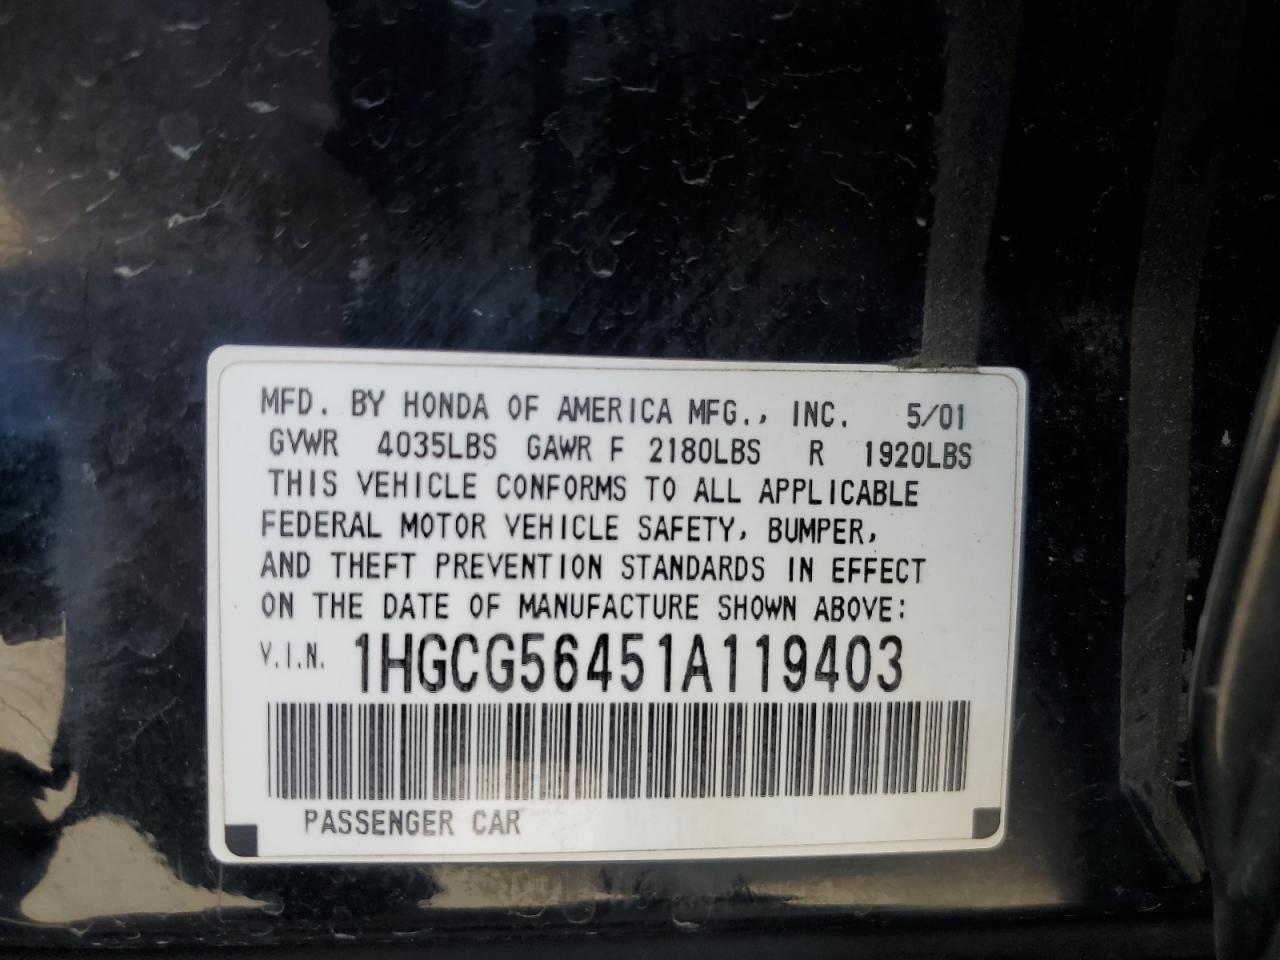 MFD. BY HONDA OF AMERICA MFG., INC. 5/01
GVWR 4035LBS GAWR F 2180LBS R 1920LBS
THIS VEHICLE CONFORMS TO ALL APPLICABLE
FEDERAL MOTOR VEHICLE SAFETY, BUMPER,
AND THEFT PREVENTION STANDARDS IN EFFECT
ON THE DATE OF MANUFACTURE SHOWN ABOVE:
V.I.N. 1HGCG56451A119403
PASSENGER CAR